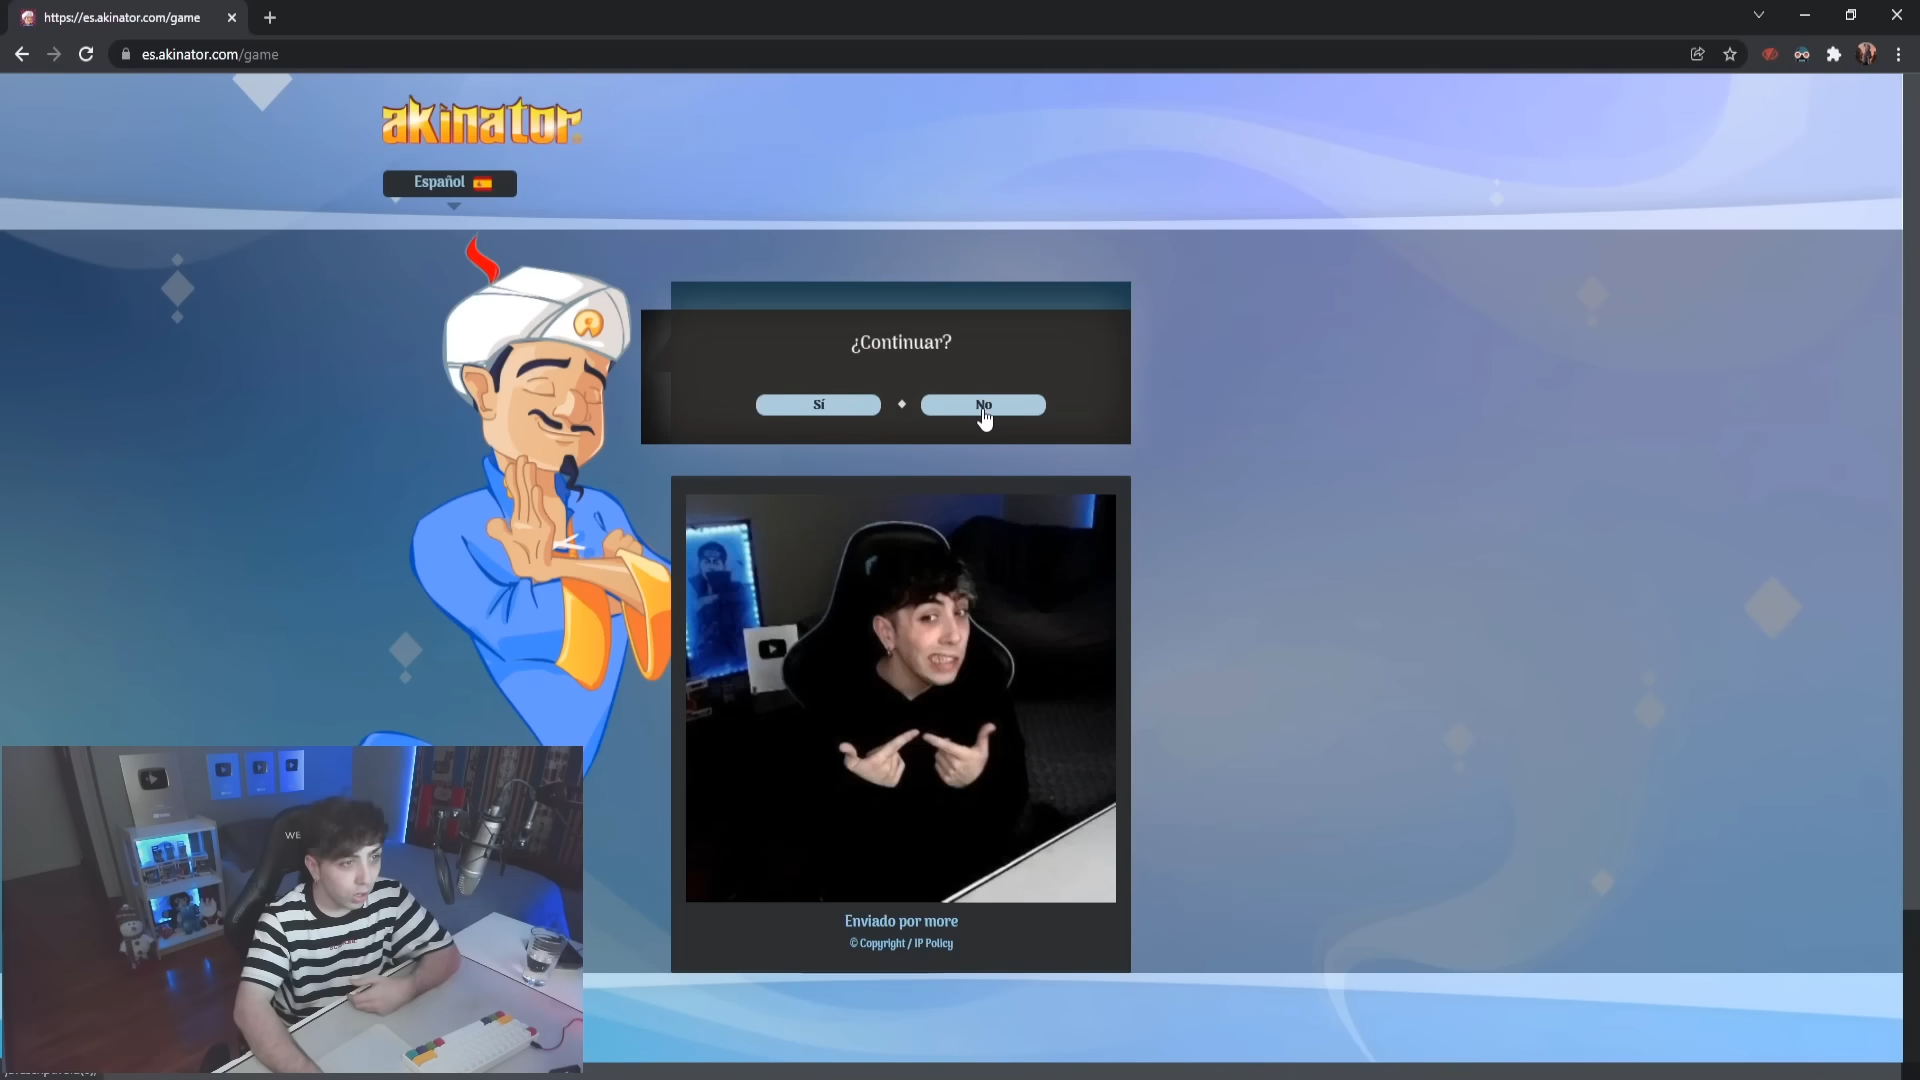 https://es.akinator.com/game
es.akinator.com/game
akinator
Español
¿Continuar?
Sí
No
Enviado por more
© Copyright / IP Policy
WE